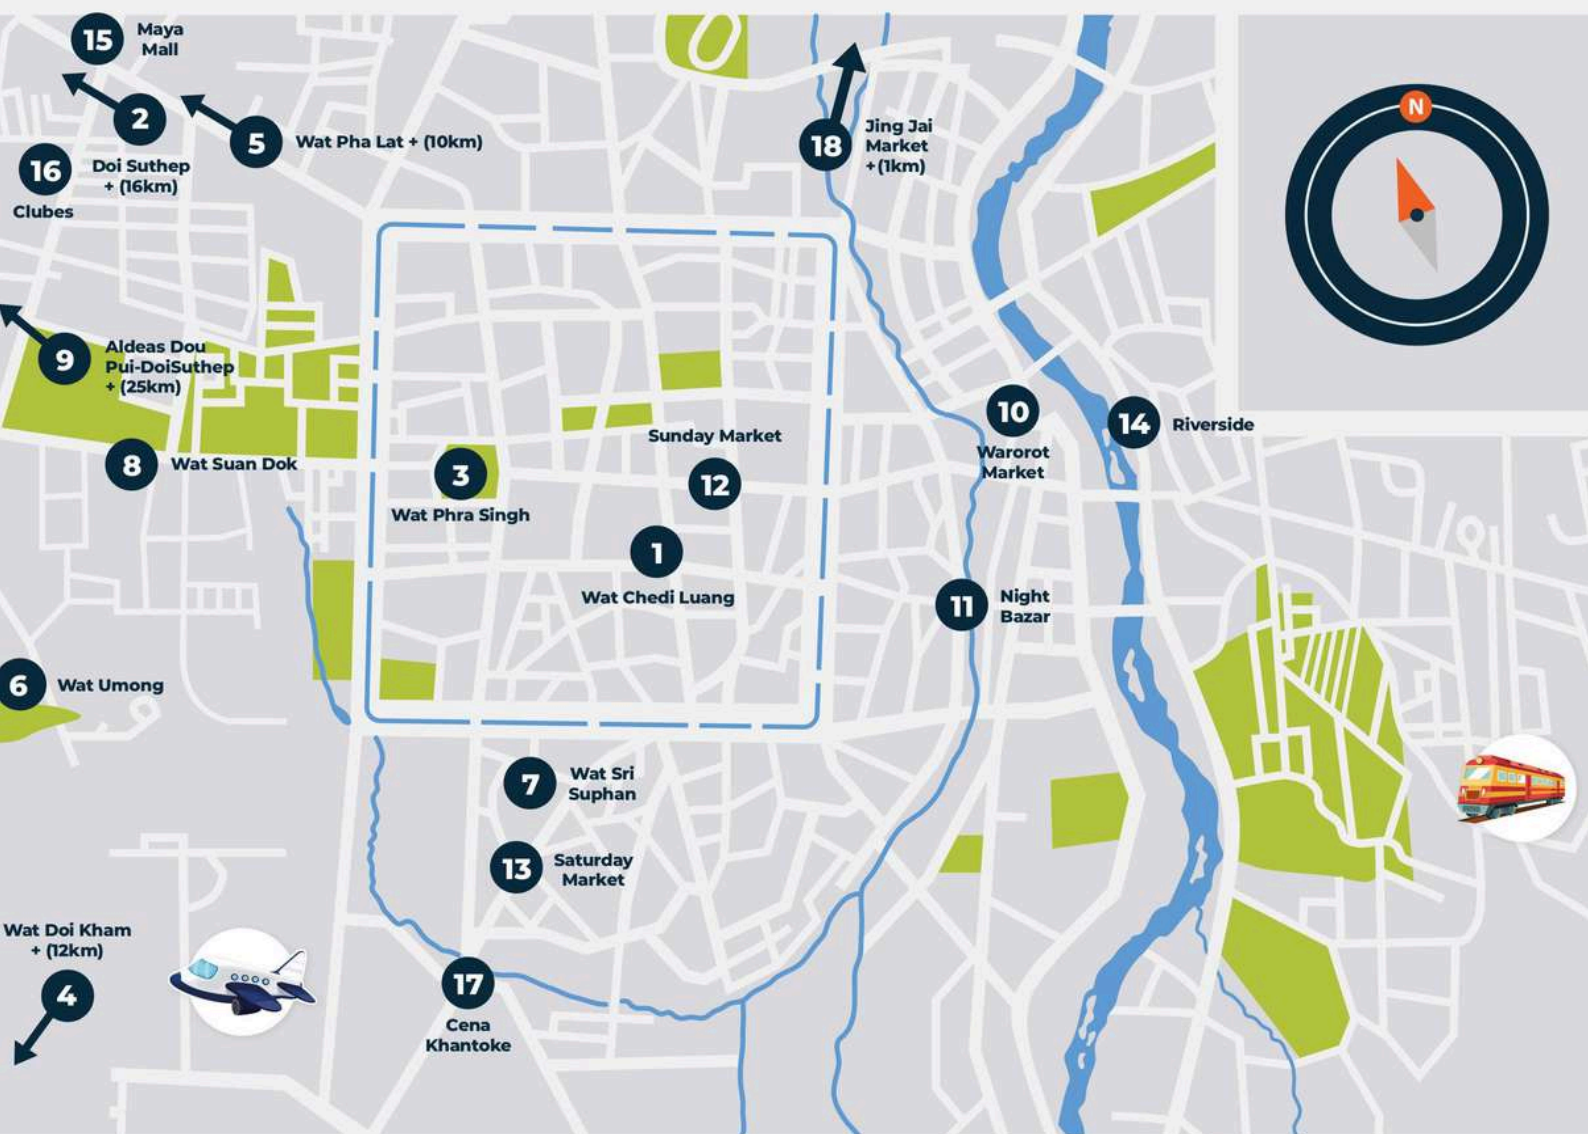 15
Maya
Mall
2
Doi Suthep
+ (16km)
5
Wat Pha Lat + (10km)
16
Clubes
18
Jing Jai
Market
+(1km)
N
9
Aldeas Dou
Pui-DoiSuthep
+ (25km)
8
Wat Suan Dok
3
Wat Phra Singh
Sunday Market
12
1
Wat Chedi Luang
10
Warorot
Market
14
Riverside
11
Night
Bazar
6
Wat Umong
7
Wat Sri
Suphan
13
Saturday
Market
Wat Doi Kham
+ (12km)
4
17
Cena
Khantoke